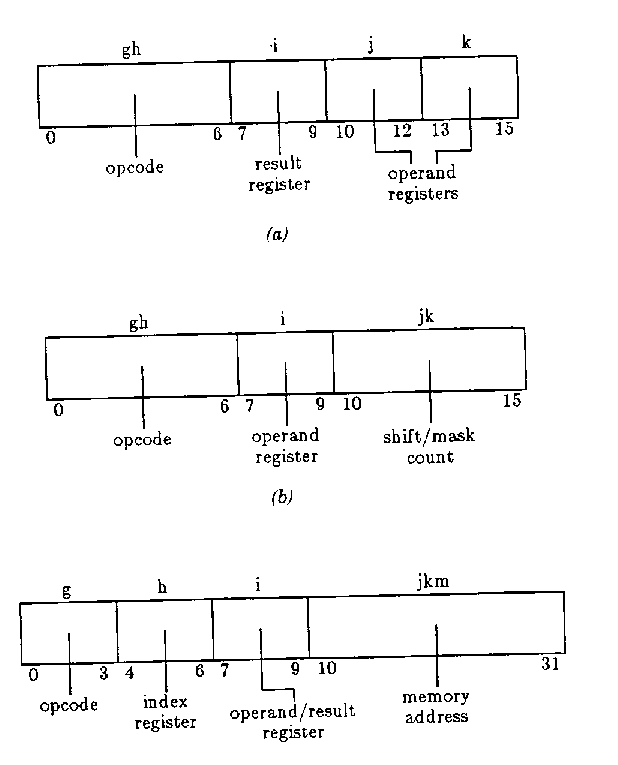 gh i j k
0 6 7 9 10 12 13 15
opcode result operand
register registers
(a)
gh i jk
0 6 7 9 10 15
opcode operand shift/mask
register count
(b)
g h i jkm
0 3 4 6 7 9 10 31
opcode index operand/result memory
register register address